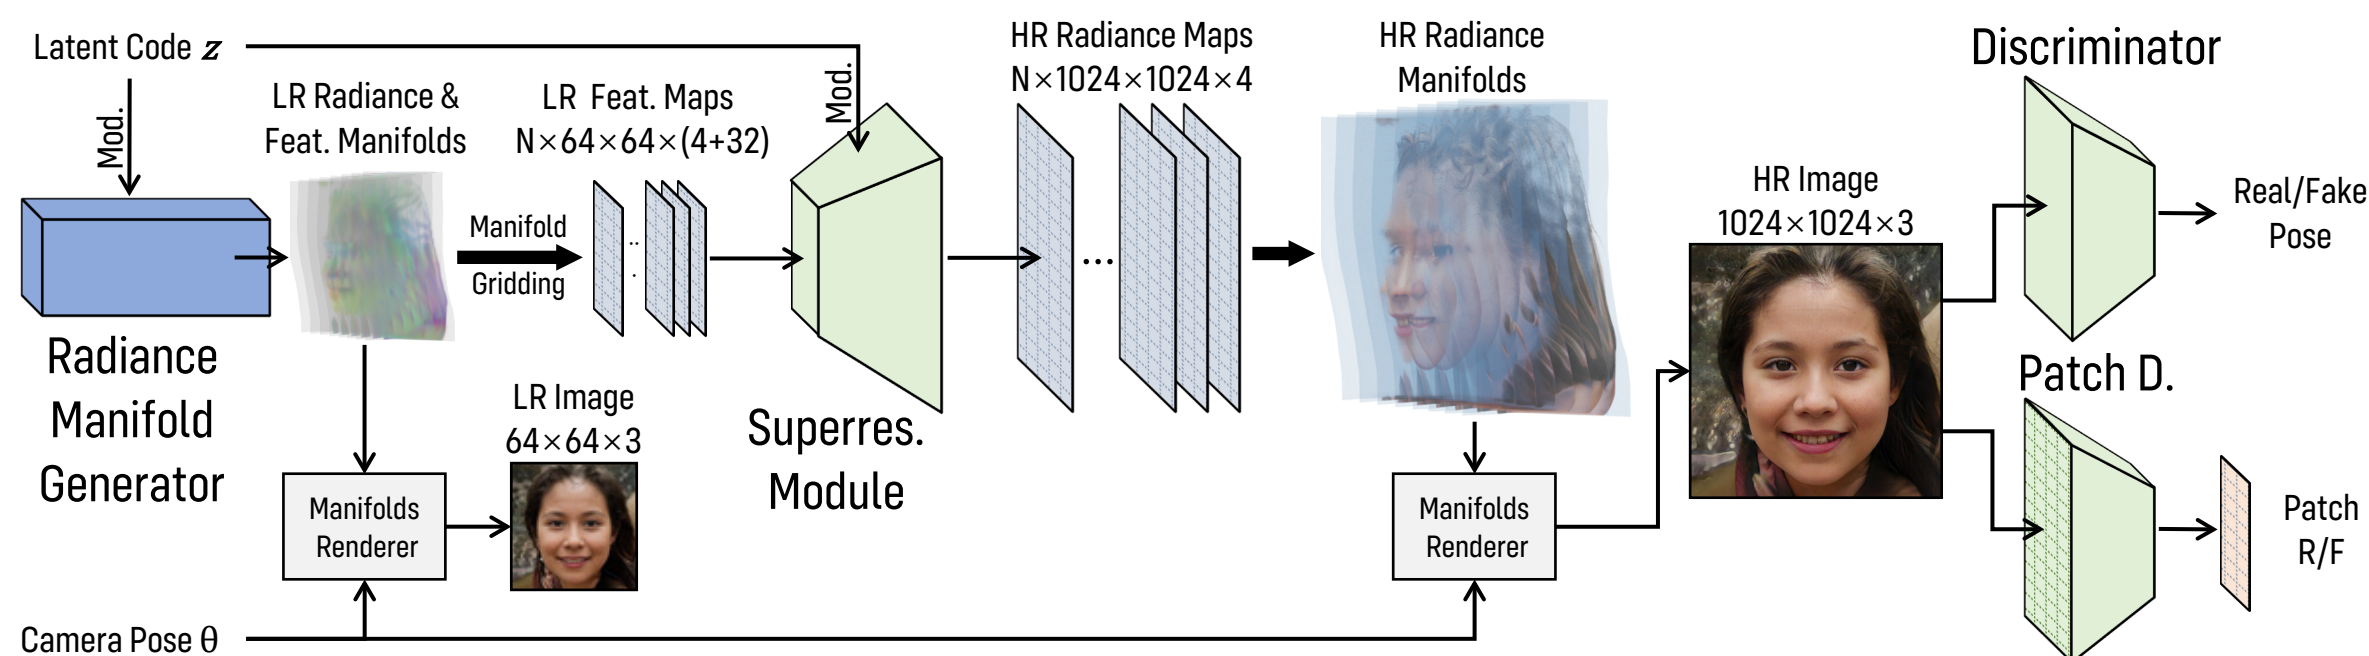 Latent Code z
Mod.
Radiance
Manifold
Generator
LR Radiance &
Feat. Manifolds
Manifold
Gridding
LR Feat. Maps
N×64×64×(4+32)
Mod.
Superres.
Module
LR Image
64×64×3
Manifolds
Renderer
Camera Pose θ
HR Radiance Maps
N×1024×1024×4
HR Radiance
Manifolds
Manifolds
Renderer
HR Image
1024×1024×3
Discriminator
Real/Fake
Pose
Patch D.
Patch
R/F